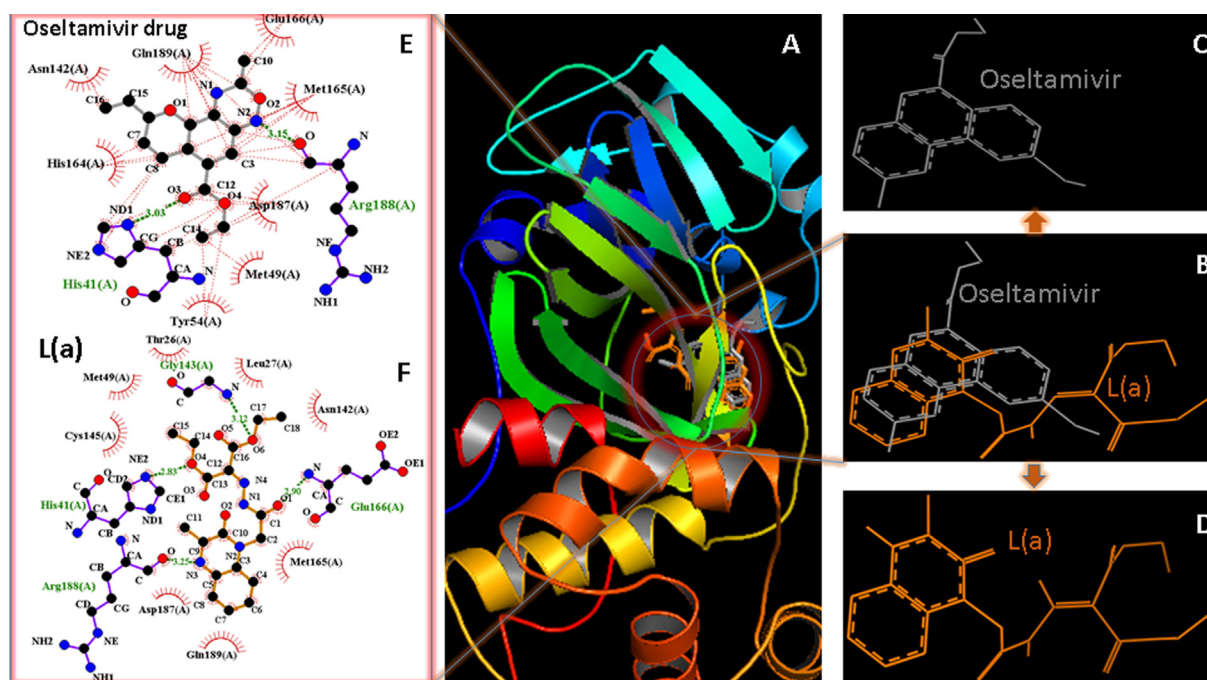 Oseltamivir drug
E
Glu166(A)
Gln189(A)
C10
Asn142(A)
N1
C15
C16
O1
O2
Met165(A)
N2
3.15
O
N
C7
His164(A)
C8
C3
O3
C12
O4
ND1
3.03
Asp187(A)
Arg188(A)
CG
C14
NE2
CB
NE
CA
N
Met49(A)
NH2
His41(A)
O
NH1
Tyr54(A)
L(a)
Thr26(A)
F
Gly143(A)
O
Leu27(A)
Met49(A)
C
N
C17
Asn142(A)
3.12
C18
C15
O5
O6
Cys145(A)
C14
C16
OE2
NE2
O4
C12
2.83
N4
OE1
O
CD2
C13
N
C
CE1
O3
N1
2.90
O1
CA
His41(A)
CA
O2
C1
C
Glu166(A)
N
ND1
C11
O
CB
C10
C2
N
CA
O
C9
N2
Met165(A)
CB
3.25
C3
C
N3
C4
Arg188(A)
C5
CG
Asp187(A)
C8
C6
CD
C7
NE
NH2
Gln189(A)
NH1
A
C
Oseltamivir
B
Oseltamivir
L(a)
D
L(a)